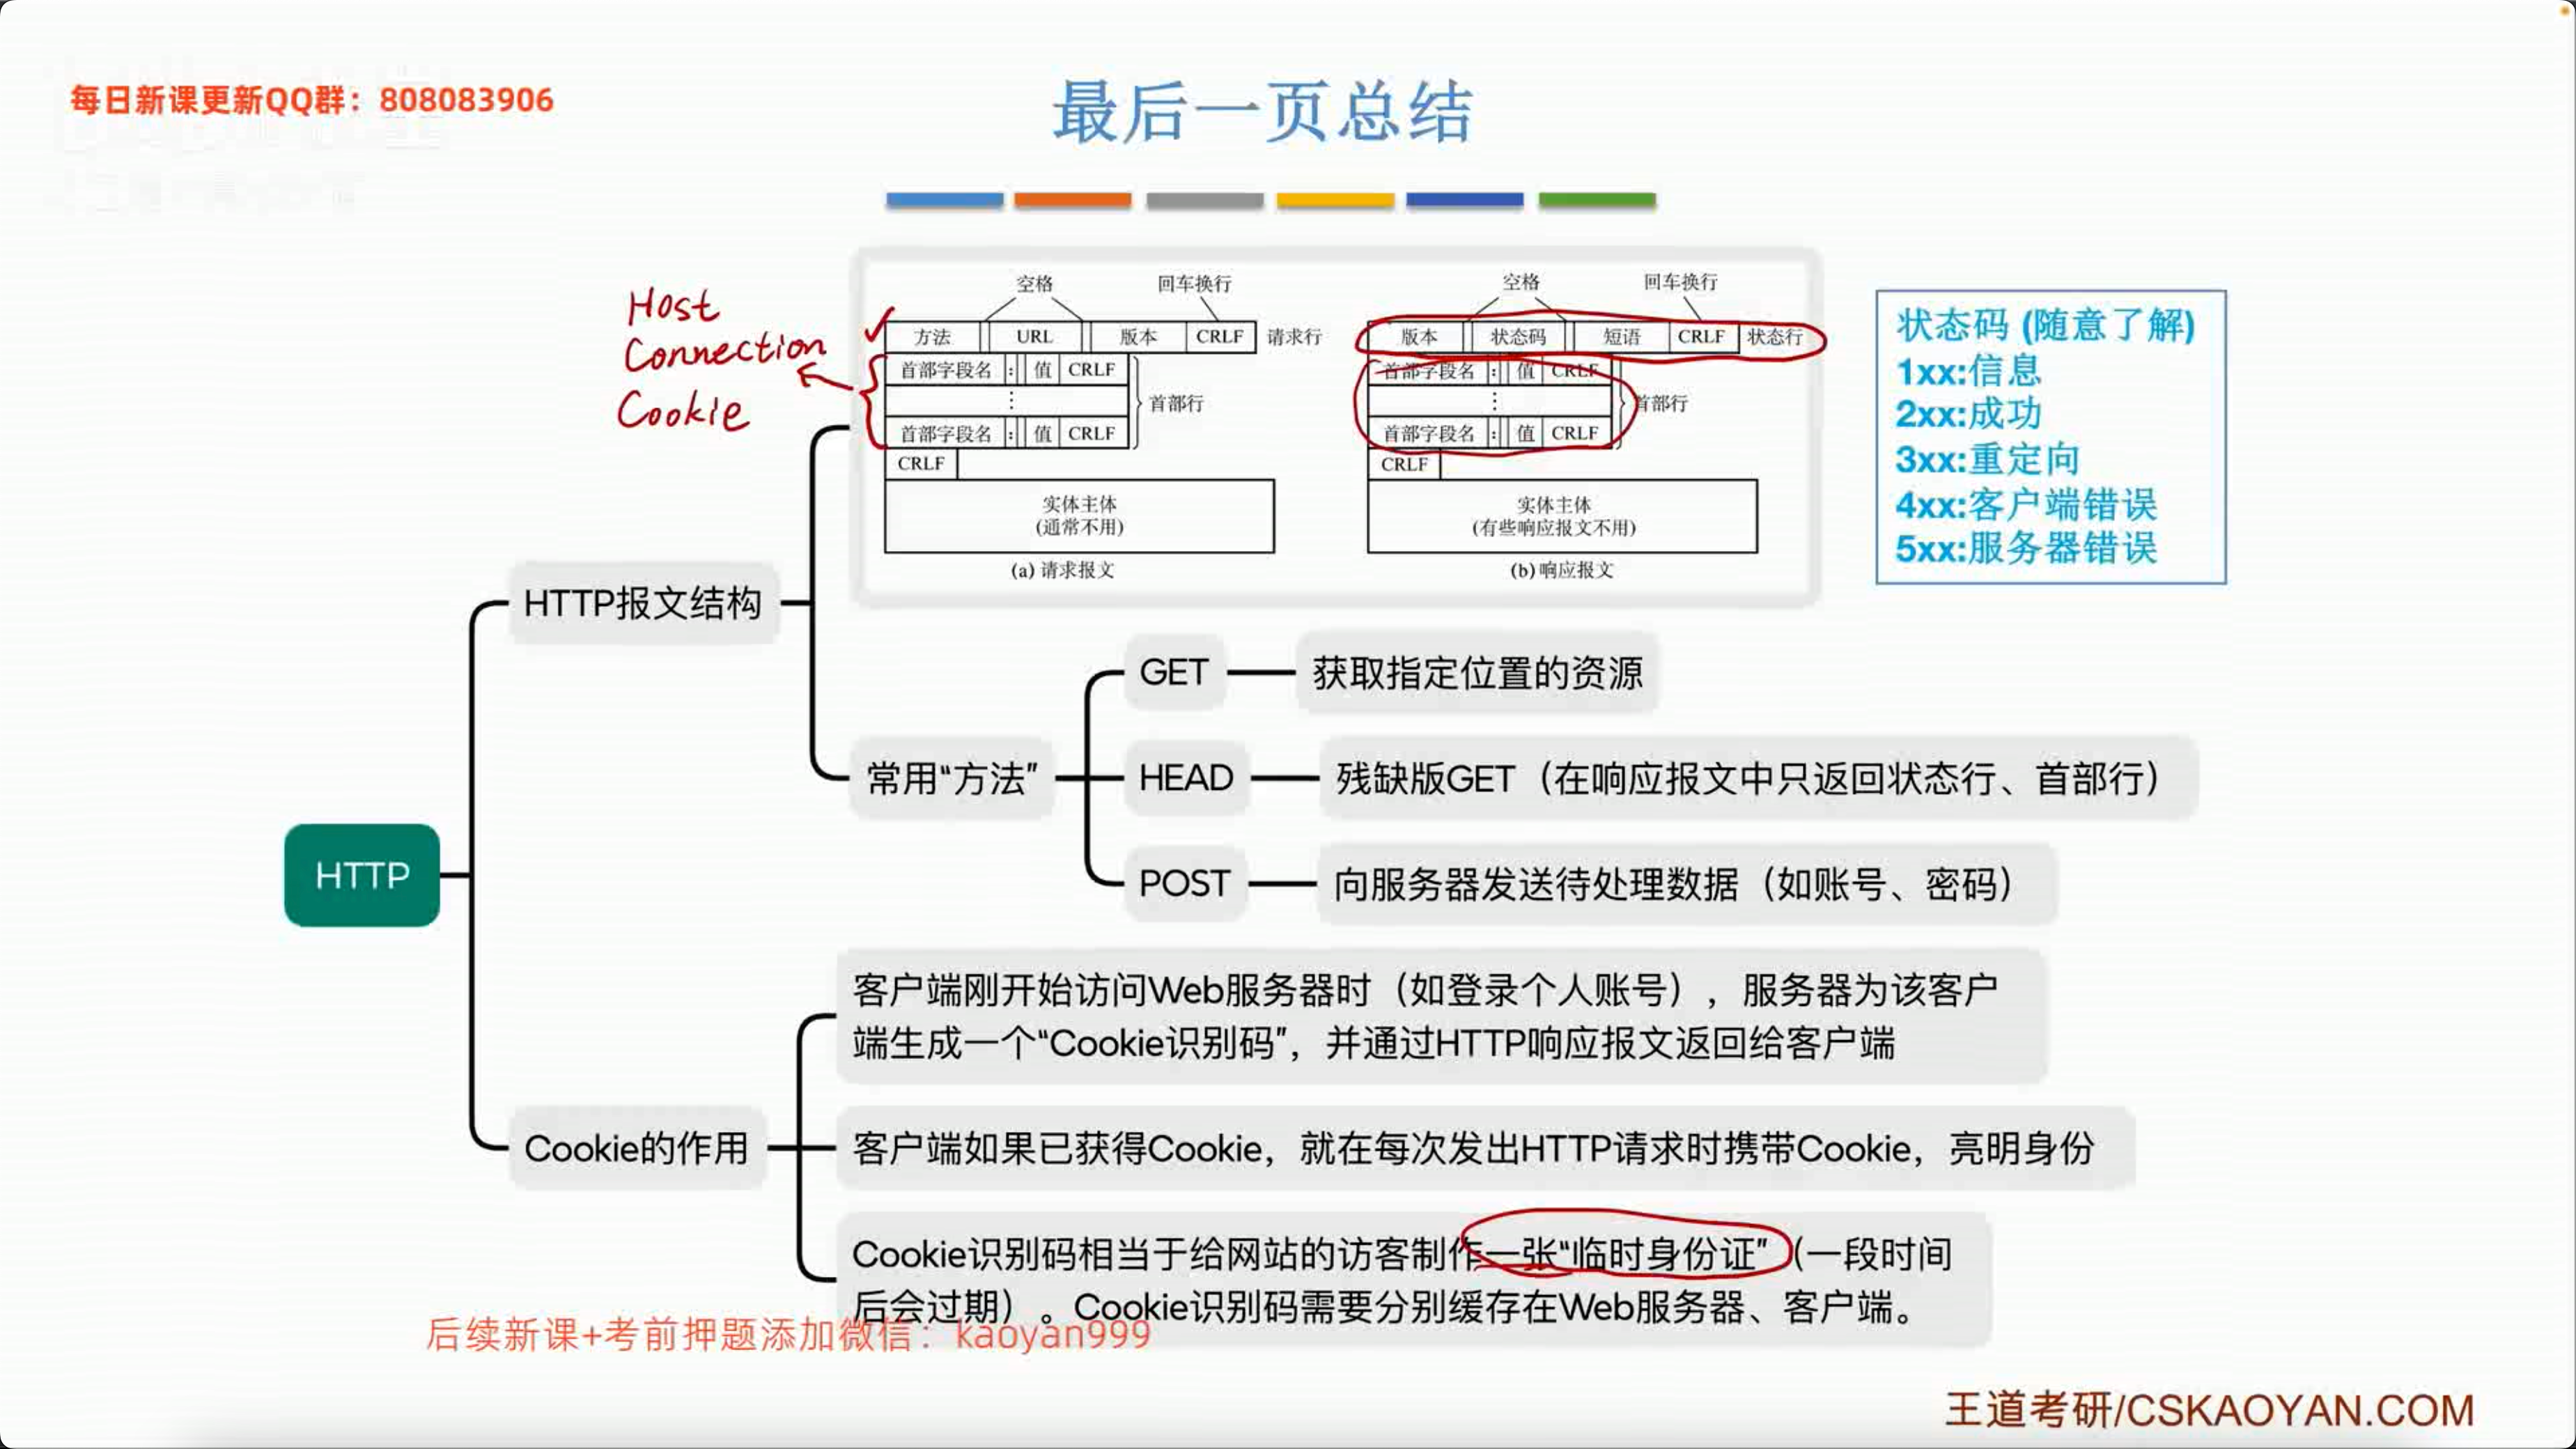 每日新课更新QQ群：808083906
最后一页总结
Host
Connection
Cookie
空格
回车换行
方法 URL 版本 CRLF 请求行
首部字段名 : 值 CRLF
⋮
首部行
首部字段名 : 值 CRLF
CRLF
实体主体
(通常不用)
(a) 请求报文
空格
回车换行
版本 状态码 短语 CRLF 状态行
首部字段名 : 值 CRLF
⋮
首部行
首部字段名 : 值 CRLF
CRLF
实体主体
(有些响应报文不用)
(b) 响应报文
状态码 (随意了解)
1xx:信息
2xx:成功
3xx:重定向
4xx:客户端错误
5xx:服务器错误
HTTP
HTTP报文结构
常用“方法”
GET
获取指定位置的资源
HEAD
残缺版GET（在响应报文中只返回状态行、首部行）
POST
向服务器发送待处理数据（如账号、密码）
Cookie的作用
客户端刚开始访问Web服务器时（如登录个人账号），服务器为该客户
端生成一个“Cookie识别码”，并通过HTTP响应报文返回给客户端
客户端如果已获得Cookie，就在每次发出HTTP请求时携带Cookie，亮明身份
Cookie识别码相当于给网站的访客制作一张“临时身份证”（一段时间
后会过期）。Cookie识别码需要分别缓存在Web服务器、客户端。
后续新课+考前押题添加微信：kaoyan999
王道考研/CSKAOYAN.COM